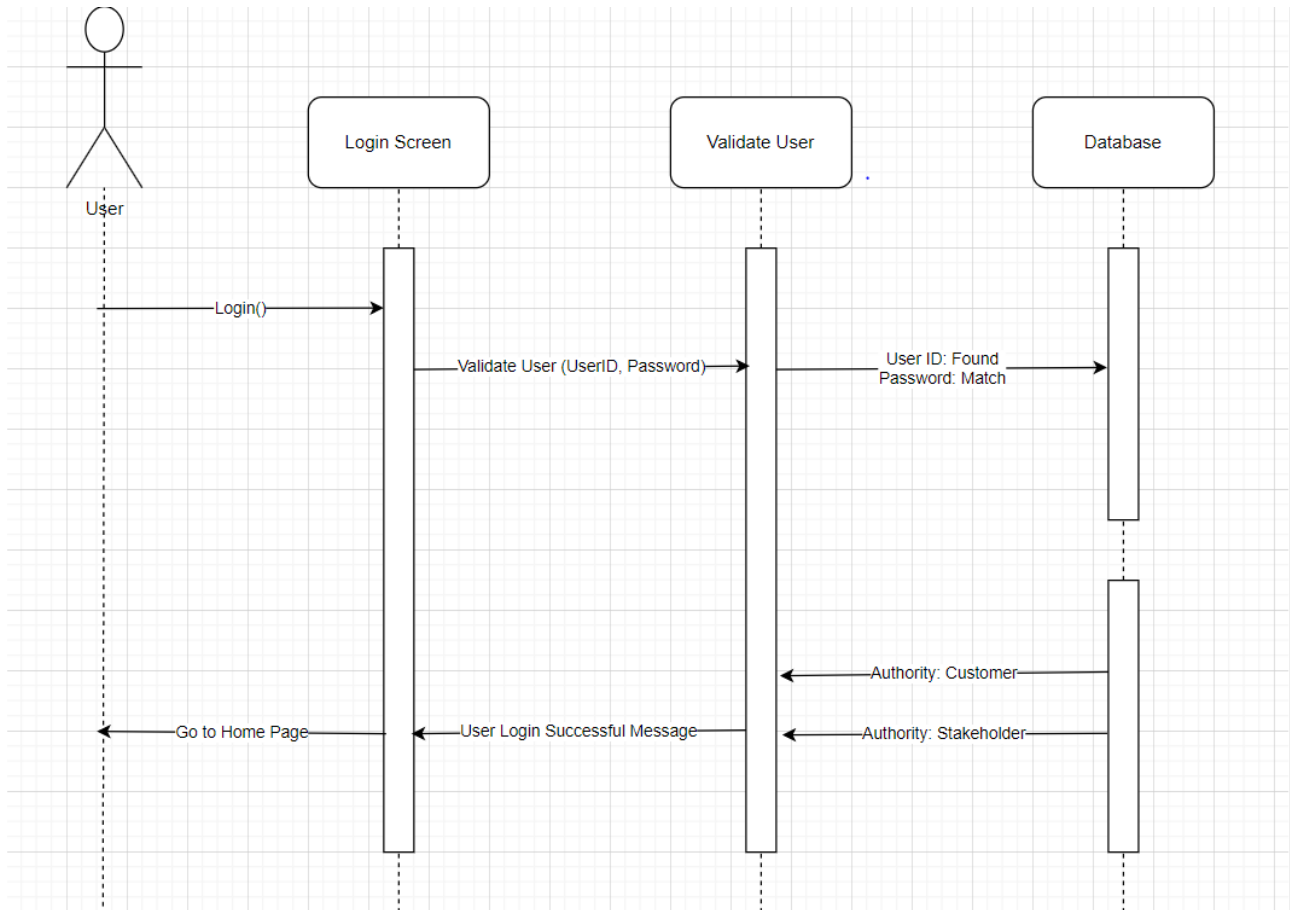 Login Screen
Validate User
Database
User
Login()
Validate User (UserID, Password)
User ID: Found
Password: Match
Authority: Customer
Go to Home Page
User Login Successful Message
Authority: Stakeholder